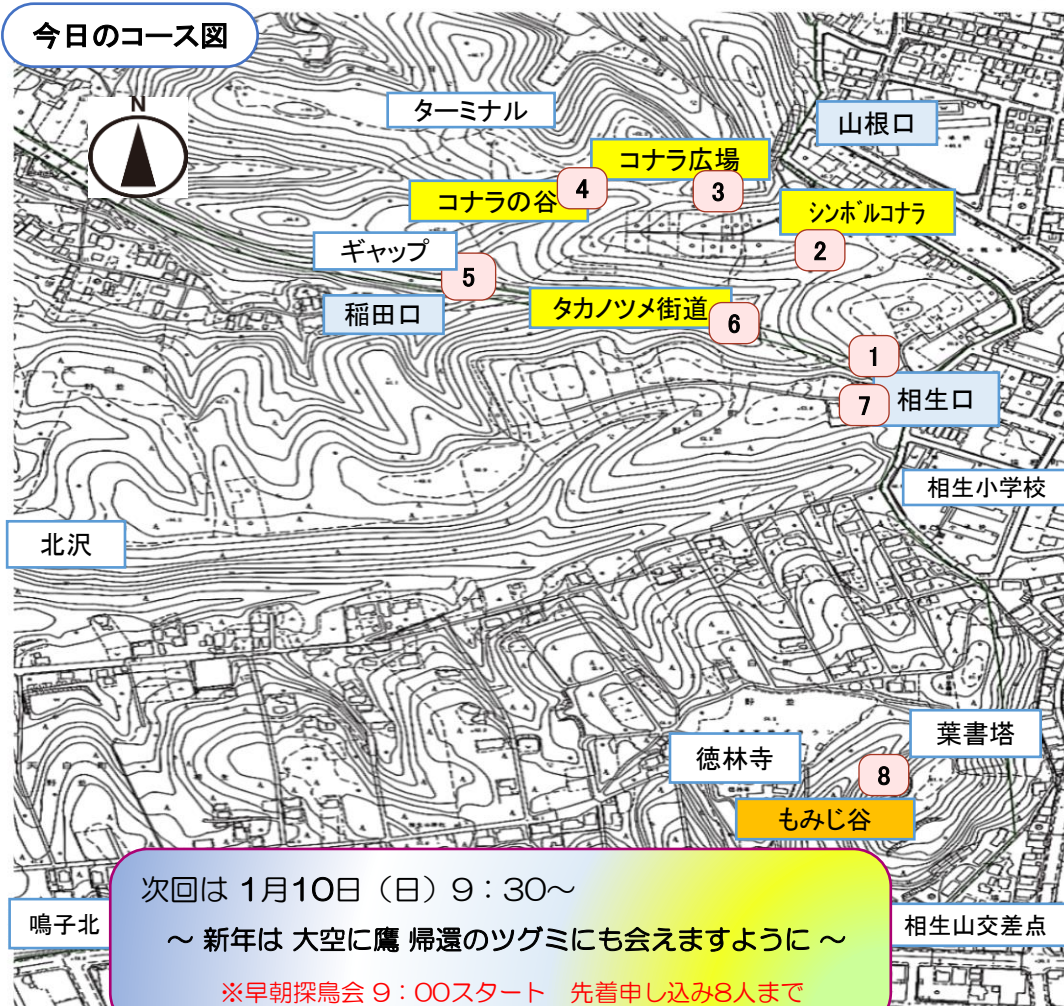 今日のコース図
N
ターミナル
山根口
コナラ広場
4
3
コナラの谷
シンボルコナラ
2
ギャップ
5
稲田口
タカノツメ街道
6
1
7
相生口
相生小学校
北沢
葉書塔
徳林寺
8
もみじ谷
次回は 1月10日（日）9：30～
鳴子北
相生山交差点
～ 新年は 大空に鷹 帰還のツグミにも会えますように ～
※早朝探鳥会 9：00スタート 先着申し込み8人まで